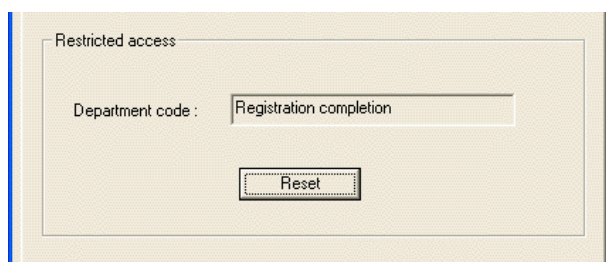 Restricted access
Department code : Registration completion
Reset